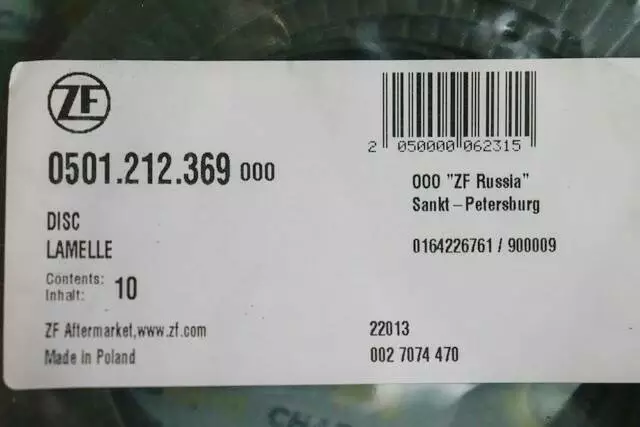 ZF
0501.212.369 000
DISC
LAMELLE
Contents:
Inhalt: 10
ZF Aftermarket,www.zf.com
Made in Poland
2 050000 062315
000 "ZF Russia"
Sankt-Petersburg
0164226761 / 900009
22013
002 7074 470